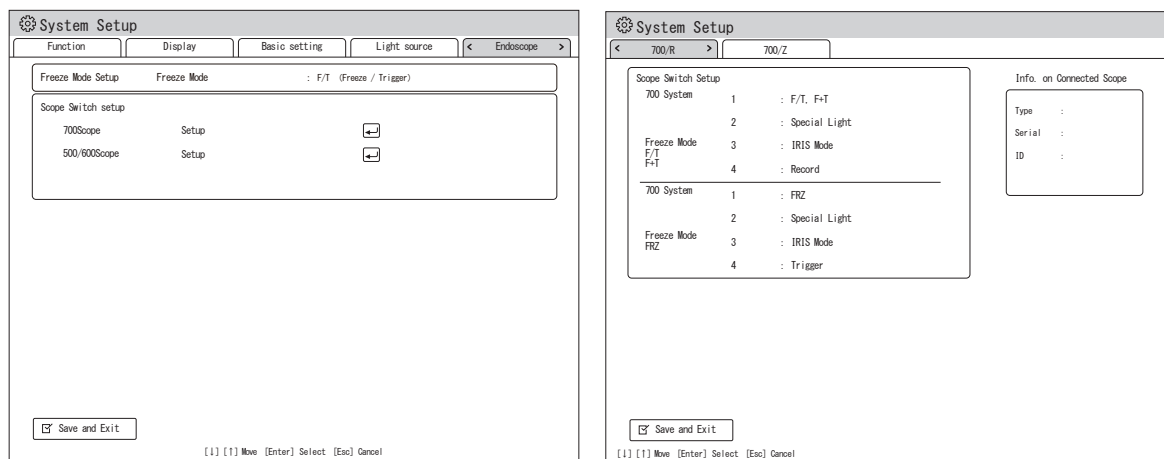 System Setup
Function
Display
Basic setting
Light source
< Endoscope >
Freeze Mode Setup Freeze Mode : F/T (Freeze / Trigger)
Scope Switch setup
700Scope Setup
500/600Scope Setup
Save and Exit
[↓] [↑] Move [Enter] Select [Esc] Cancel
System Setup
< 700/R >
700/Z
Scope Switch Setup
700 System
1 : F/T, F+T
2 : Special Light
Freeze Mode
F/T
F+T
3 : IRIS Mode
4 : Record
700 System
1 : FRZ
2 : Special Light
Freeze Mode
FRZ
3 : IRIS Mode
4 : Trigger
Info. on Connected Scope
Type :
Serial :
ID :
Save and Exit
[↓] [↑] Move [Enter] Select [Esc] Cancel